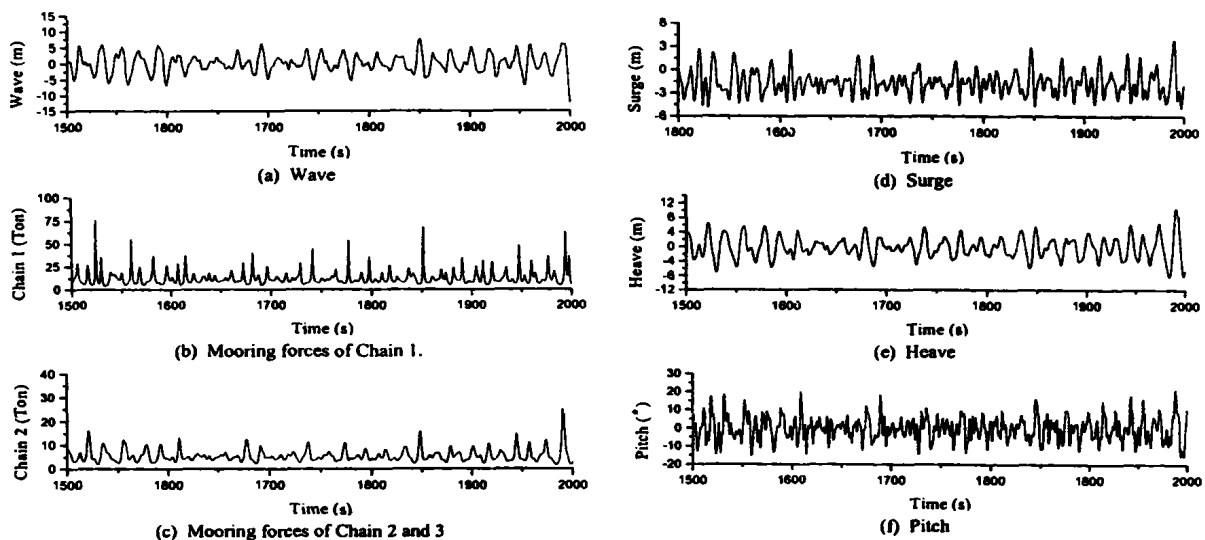 Wave (m)
15
10
5
0
-5
-10
-15
1500 1600 1700 1800 1900 2000
Time (s)
(a) Wave
Chain 1 (Ton)
100
75
50
25
0
1500 1600 1700 1800 1900 2000
Time (s)
(b) Mooring forces of Chain 1.
Chain 2 (Ton)
40
30
20
10
0
1500 1600 1700 1800 1900 2000
Time (s)
(c) Mooring forces of Chain 2 and 3
Surge (m)
6
3
0
-3
-6
1800 1600 1700 1800 1900 2000
Time (s)
(d) Surge
Heave (m)
12
8
4
0
-4
-8
-12
1500 1600 1700 1800 1900 2000
Time (s)
(e) Heave
Pitch (°)
30
20
10
0
-10
-20
1500 1600 1700 1800 1900 2000
Time (s)
(f) Pitch